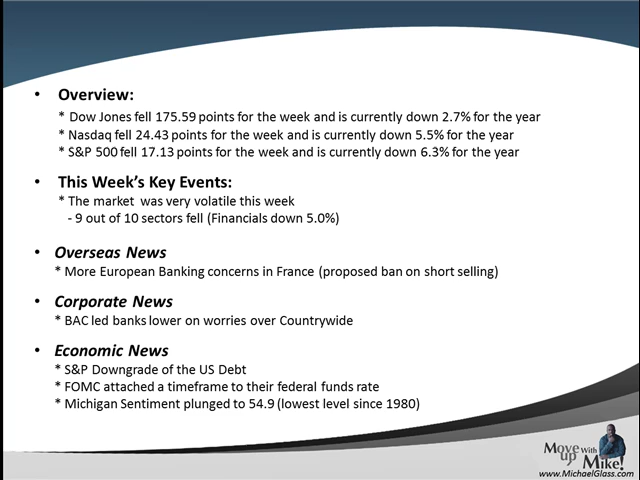 • Overview:
* Dow Jones fell 175.59 points for the week and is currently down 2.7% for the year
* Nasdaq fell 24.43 points for the week and is currently down 5.5% for the year
* S&P 500 fell 17.13 points for the week and is currently down 6.3% for the year
• This Week's Key Events:
* The market was very volatile this week
- 9 out of 10 sectors fell (Financials down 5.0%)
• Overseas News
* More European Banking concerns in France (proposed ban on short selling)
• Corporate News
* BAC led banks lower on worries over Countrywide
• Economic News
* S&P Downgrade of the US Debt
* FOMC attached a timeframe to their federal funds rate
* Michigan Sentiment plunged to 54.9 (lowest level since 1980)
Move up With Mike!
www.MichaelGlass.com